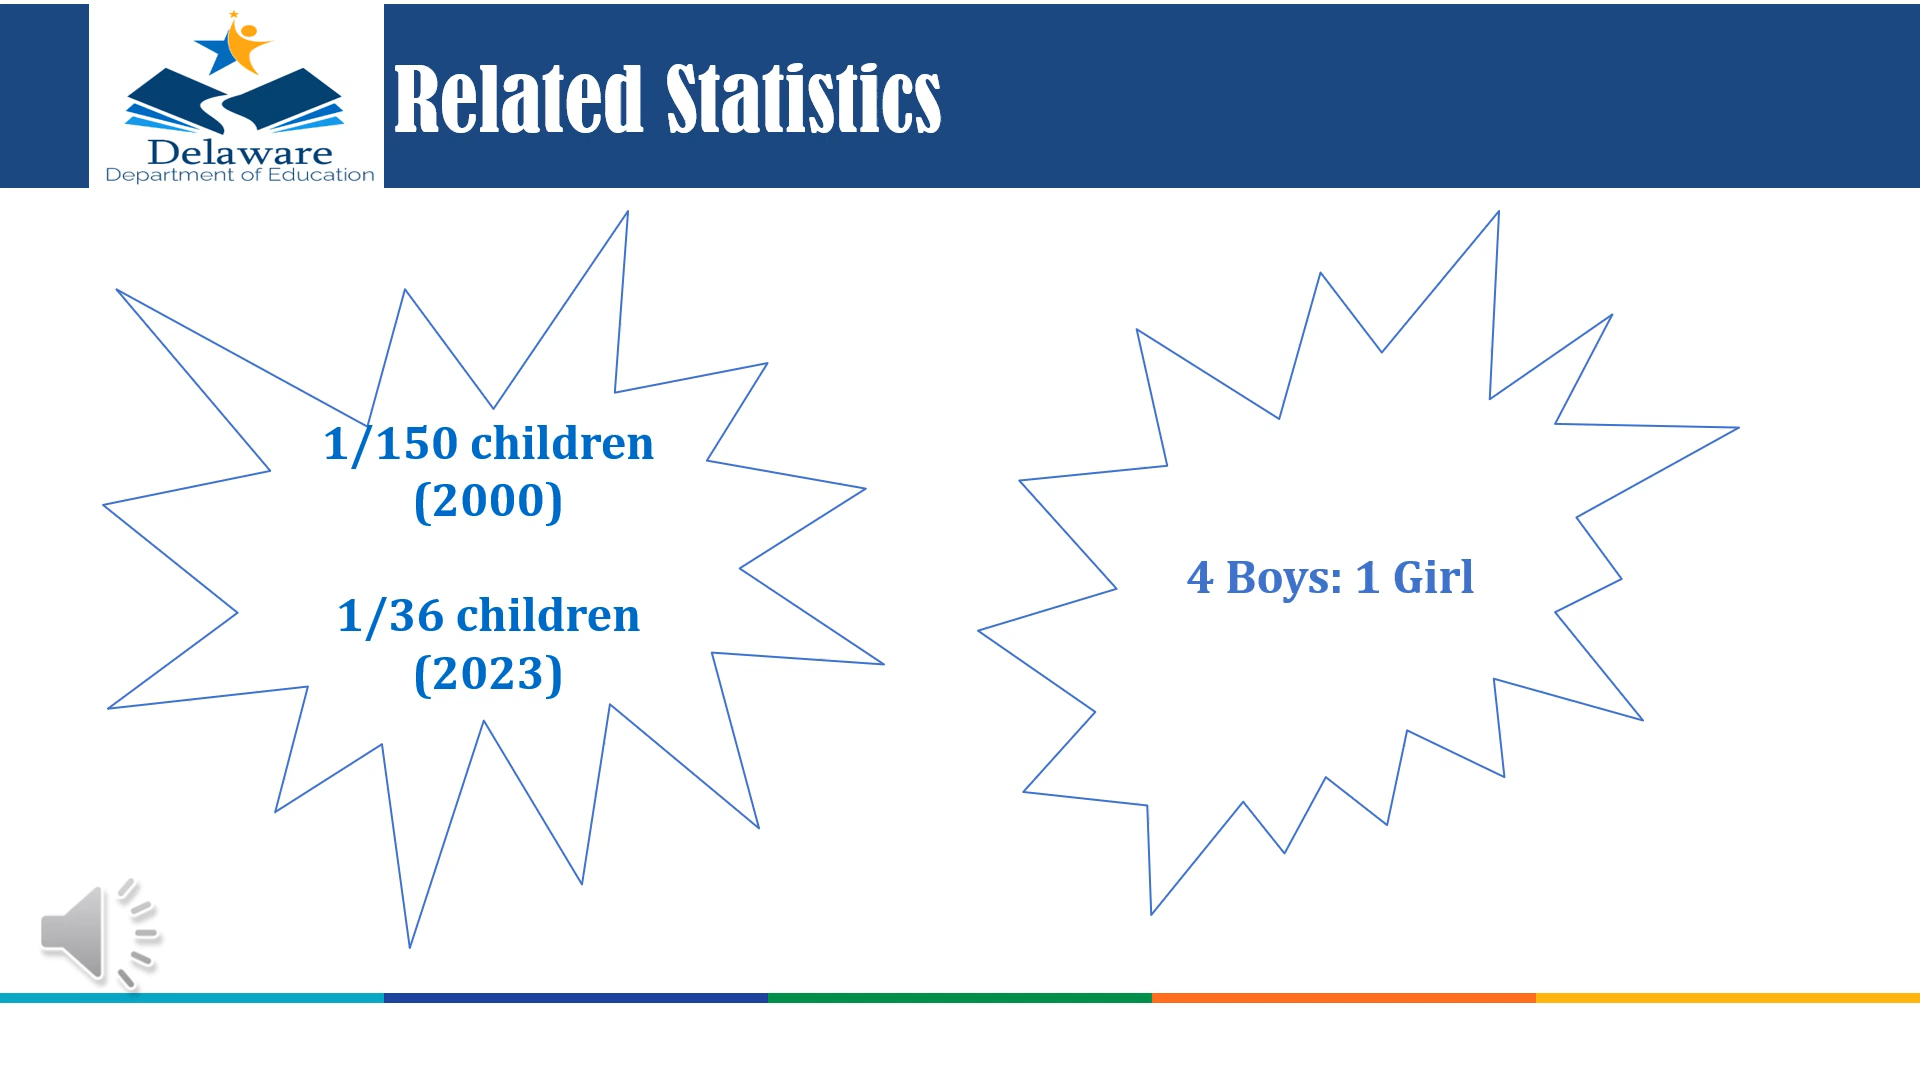 Delaware
Department of Education
Related Statistics
1/150 children
(2000)
1/36 children
(2023)
4 Boys: 1 Girl